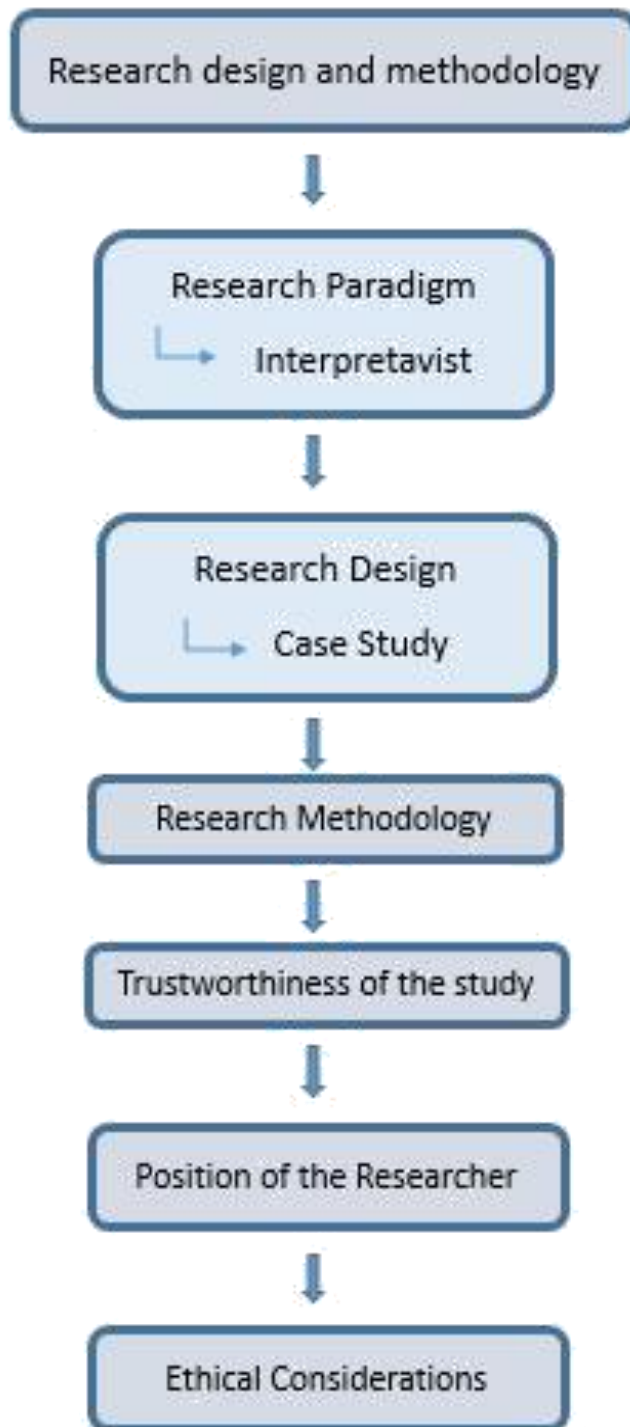 Research design and methodology
Research Paradigm
Interpretavist
Research Design
Case Study
Research Methodology
Trustworthiness of the study
Position of the Researcher
Ethical Considerations